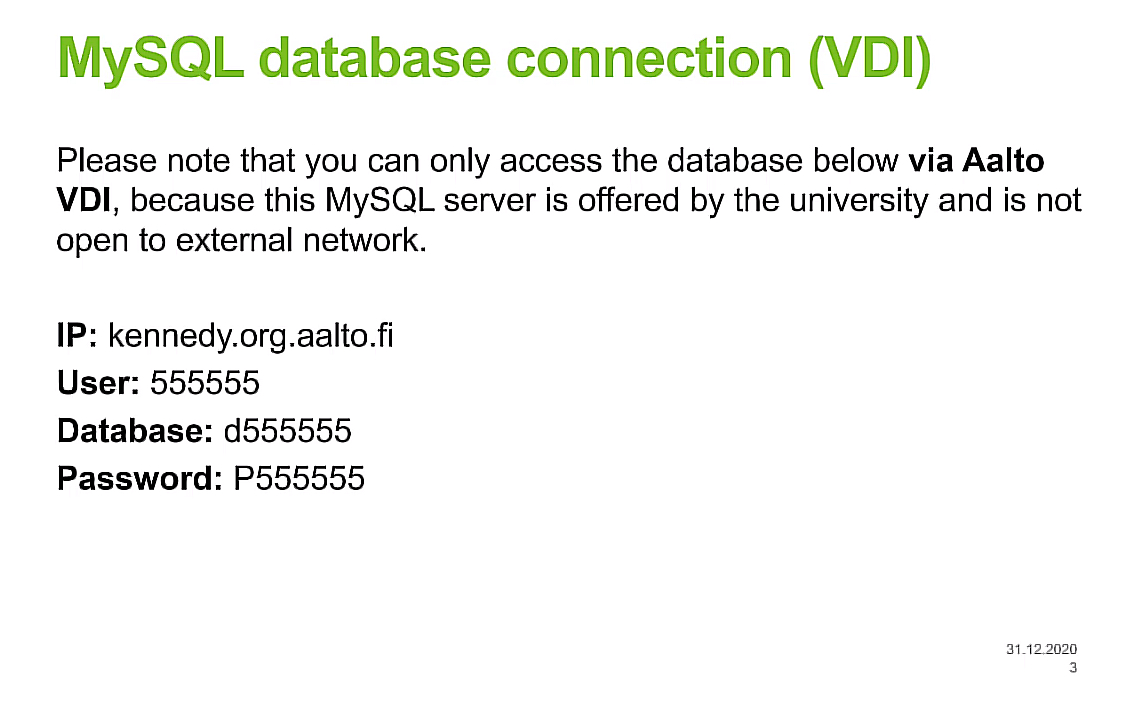 MySQL database connection (VDI)
Please note that you can only access the database below via Aalto
VDI, because this MySQL server is offered by the university and is not
open to external network.
IP: kennedy.org.aalto.fi
User: 555555
Database: d555555
Password: P555555
31.12.2020
3